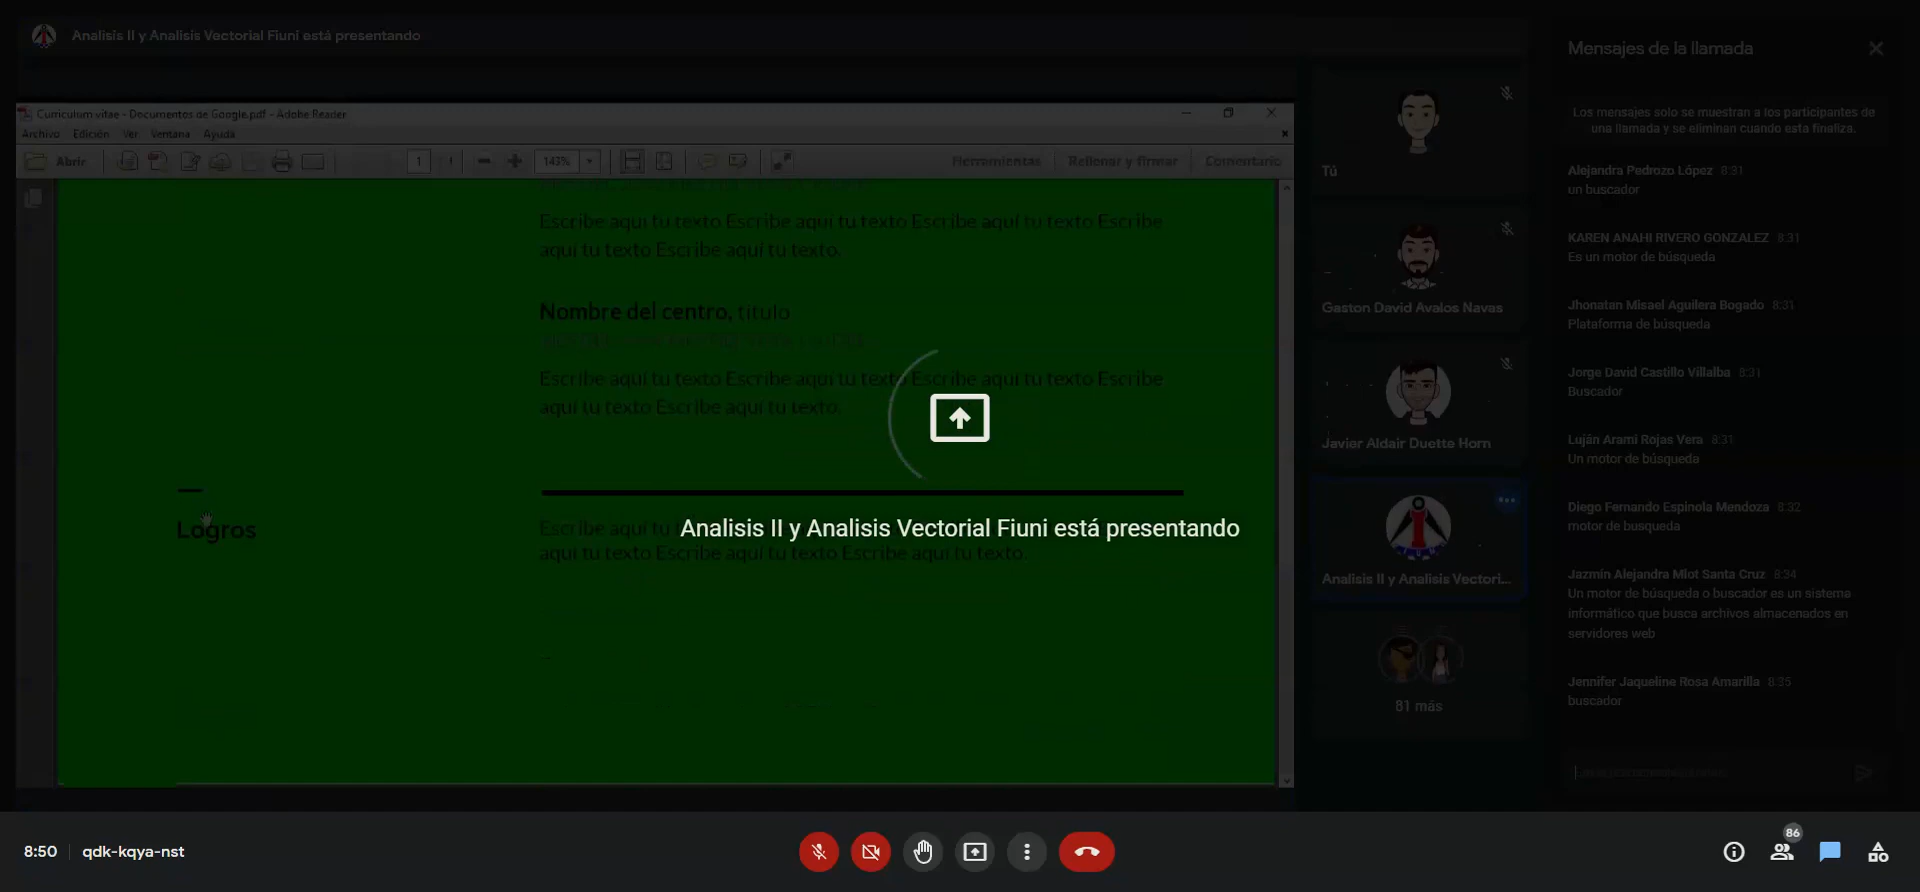 Analisis II y Analisis Vectorial Fiuni está presentando
Curriculum vitae - Documentos de Google.pdf - Adobe Reader
Archivo Edición Ver Ventana Ayuda
Abrir
1
143%
Herramientas
Rellenar y firmar
Comentario
Escribe aquí tu texto Escribe aquí tu texto Escribe aquí tu texto Escribe
aquí tu texto Escribe aquí tu texto.
Nombre del centro, título
Escribe aquí tu texto Escribe aquí tu texto Escribe aquí tu texto Escribe
aquí tu texto Escribe aquí tu texto.
Logros
Escribe aquí tu
aquí tu texto Escribe aquí tu texto Escribe aquí tu texto.
Analisis II y Analisis Vectorial Fiuni está presentando
Tú
Gaston David Avalos Navas
Javier Aldair Duette Horn
Analisis II y Analisis Vectori...
81 más
Mensajes de la llamada
Los mensajes solo se muestran a los participantes de
una llamada y se eliminan cuando esta finaliza.
Alejandra Pedrozo López 8:31
un buscador
KAREN ANAHI RIVERO GONZALEZ 8:31
Es un motor de búsqueda
Jhonatan Misael Aguilera Bogado 8:31
Plataforma de búsqueda
Jorge David Castillo Villalba 8:31
Buscador
Luján Arami Rojas Vera 8:31
Un motor de búsqueda
Diego Fernando Espinola Mendoza 8:32
motor de busqueda
Jazmín Alejandra Mlot Santa Cruz 8:34
Un motor de búsqueda o buscador es un sistema
informático que busca archivos almacenados en
servidores web
Jennifer Jaqueline Rosa Amarilla 8:35
buscador
8:50
qdk-kqya-nst
86